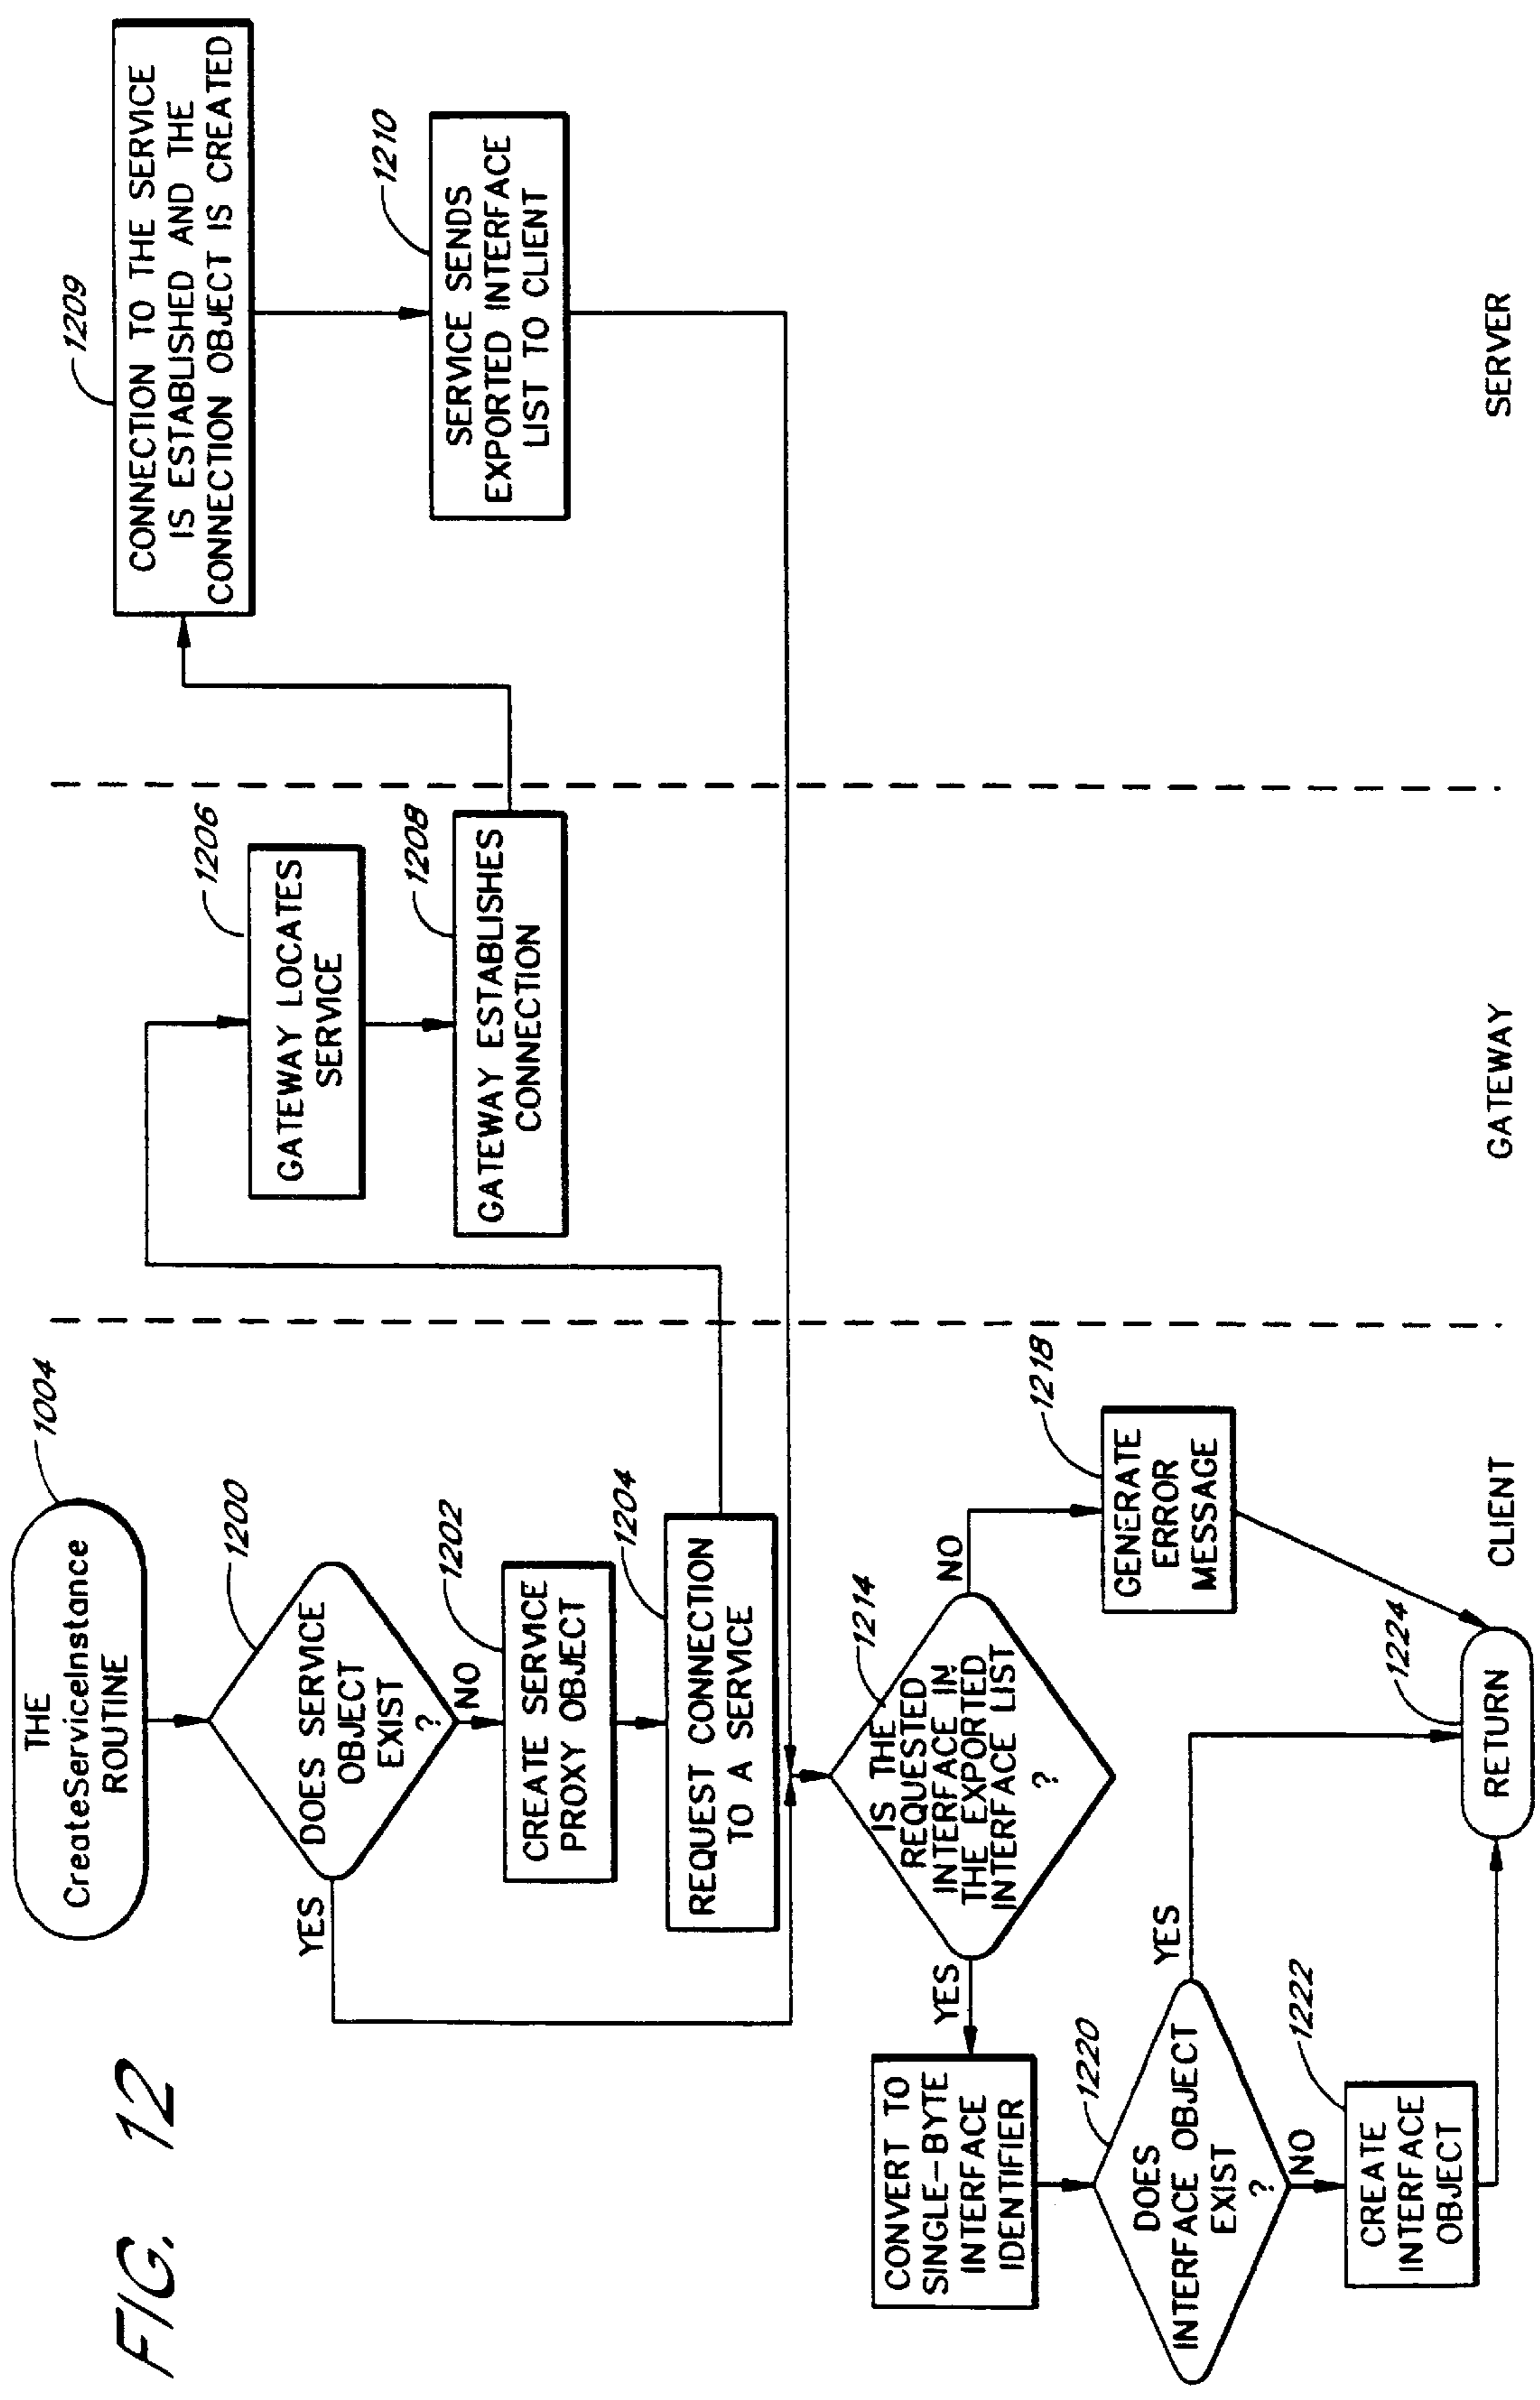 FIG. 12
THE
CreateServiceInstance
ROUTINE
1004
DOES SERVICE
OBJECT
EXIST
?
1200
YES
NO
CREATE SERVICE
PROXY OBJECT
1202
REQUEST CONNECTION
TO A SERVICE
1204
GATEWAY LOCATES
SERVICE
1206
GATEWAY ESTABLISHES
CONNECTION
1208
CONNECTION TO THE SERVICE
IS ESTABLISHED AND THE
CONNECTION OBJECT IS CREATED
1209
SERVICE SENDS
EXPORTED INTERFACE
LIST TO CLIENT
1210
IS THE
REQUESTED
INTERFACE IN
THE EXPORTED
INTERFACE LIST
?
1214
YES
NO
GENERATE
ERROR
MESSAGE
1218
CONVERT TO
SINGLE-BYTE
INTERFACE
IDENTIFIER
DOES
INTERFACE OBJECT
EXIST
?
1220
YES
NO
CREATE
INTERFACE
OBJECT
1222
RETURN
1224
CLIENT
GATEWAY
SERVER